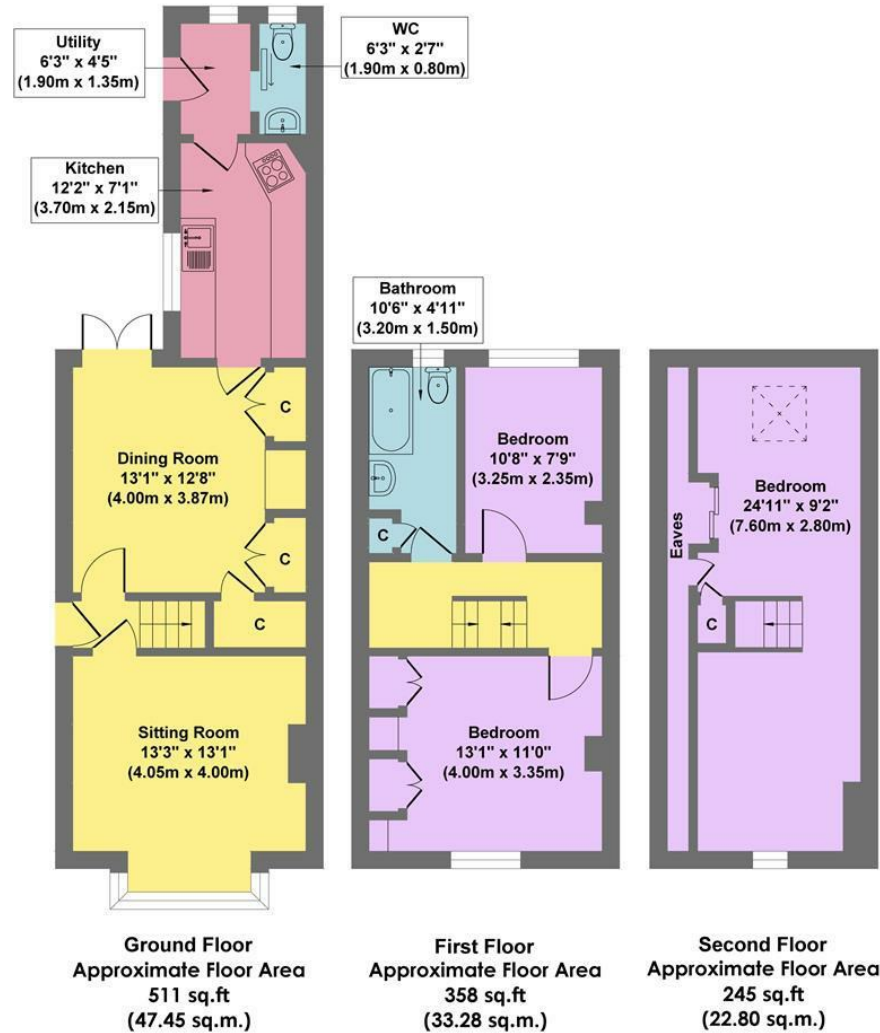 Utility
6'3" x 4'5"
(1.90m x 1.35m)
WC
6'3" x 2'7"
(1.90m x 0.80m)
Kitchen
12'2" x 7'1"
(3.70m x 2.15m)
C
Dining Room
13'1" x 12'8"
(4.00m x 3.87m)
C
C
Sitting Room
13'3" x 13'1"
(4.05m x 4.00m)
Ground Floor
Approximate Floor Area
511 sq.ft
(47.45 sq.m.)
Bathroom
10'6" x 4'11"
(3.20m x 1.50m)
Bedroom
10'8" x 7'9"
(3.25m x 2.35m)
C
Bedroom
13'1" x 11'0"
(4.00m x 3.35m)
First Floor
Approximate Floor Area
358 sq.ft
(33.28 sq.m.)
Bedroom
24'11" x 9'2"
(7.60m x 2.80m)
Eaves
C
Second Floor
Approximate Floor Area
245 sq.ft
(22.80 sq.m.)